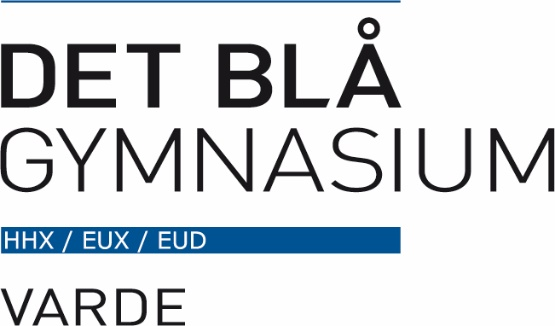 DET BLÅ
GYMNASIUM
HHX / EUX / EUD
VARDE